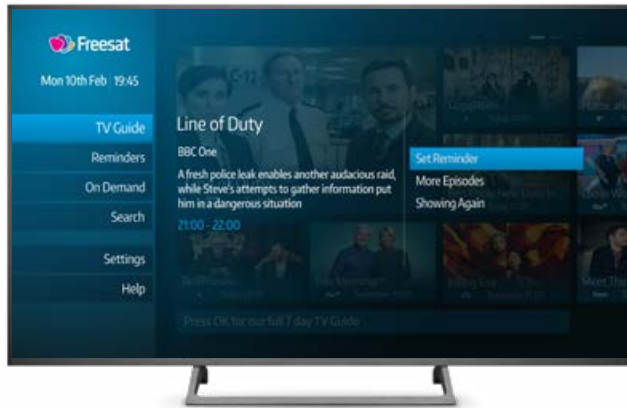 Freesat
Mon 10th Feb 19:45
TV Guide
Reminders
On Demand
Search
Settings
Help
Line of Duty
BBC One
A fresh police leak enables another audacious raid,
while Steve's attempts to gather information put
him in a dangerous situation
21:00 - 22:00
Set Reminder
More Episodes
Showing Again
Press OK for our full 7 day TV Guide